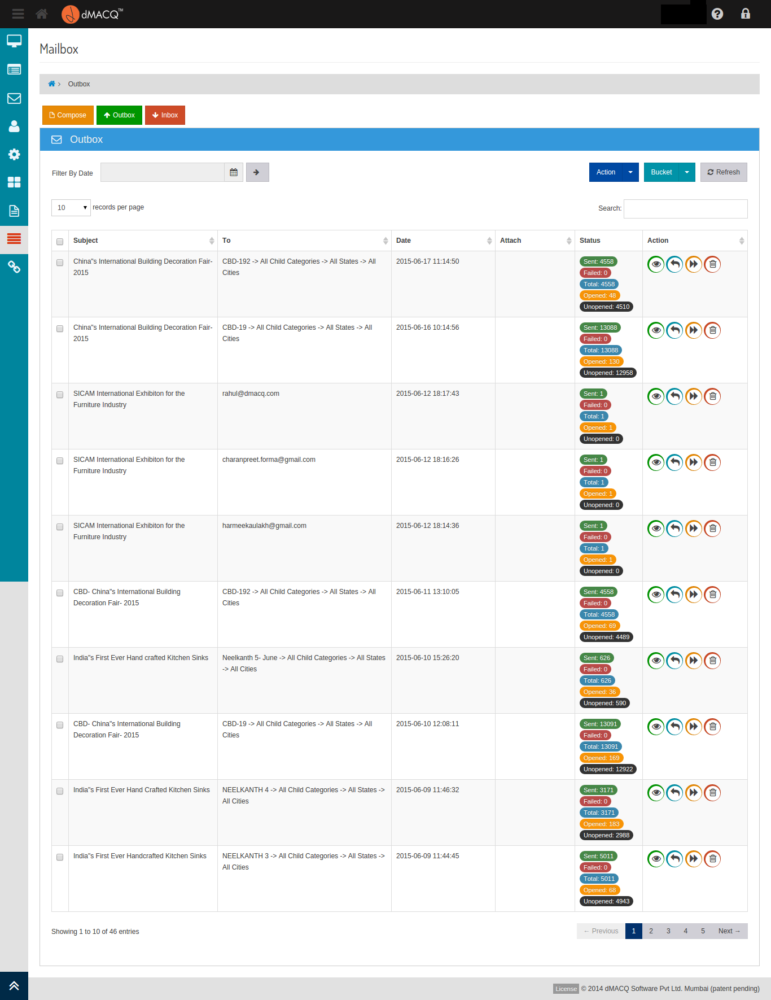 dMACQ™
Mailbox
Outbox
Compose
Outbox
Inbox
Outbox
Filter By Date
Action
Bucket
Refresh
10
records per page
Search:
Subject To Date Attach Status Action
China"s International Building Decoration Fair- CBD-192 -> All Child Categories -> All States -> All 2015-06-17 11:14:50 Sent: 4558
2015 Cities
Failed: 0
Total: 4558
Opened: 48
Unopened: 4510
China"s International Building Decoration Fair- CBD-19 -> All Child Categories -> All States -> All 2015-06-16 10:14:56 Sent: 13088
2015 Cities
Failed: 0
Total: 13088
Opened: 130
Unopened: 12958
SICAM International Exhibiton for the rahul@dmacq.com 2015-06-12 18:17:43 Sent: 1
Furniture Industry
Failed: 0
Total: 1
Opened: 1
Unopened: 0
SICAM International Exhibiton for the charanpreet.forma@gmail.com 2015-06-12 18:16:26 Sent: 1
Furniture Industry
Failed: 0
Total: 1
Opened: 1
Unopened: 0
SICAM International Exhibiton for the harmeekaulakh@gmail.com 2015-06-12 18:14:36 Sent: 1
Furniture Industry
Failed: 0
Total: 1
Opened: 1
Unopened: 0
CBD- China"s International Building CBD-192 -> All Child Categories -> All States -> All 2015-06-11 13:10:05 Sent: 4558
Decoration Fair- 2015 Cities
Failed: 0
Total: 4558
Opened: 69
Unopened: 4489
India"s First Ever Hand crafted Kitchen Sinks Neelkanth 5- June -> All Child Categories -> All States 2015-06-10 15:26:20 Sent: 626
-> All Cities
Failed: 0
Total: 626
Opened: 36
Unopened: 590
CBD- China"s International Building CBD-19 -> All Child Categories -> All States -> All 2015-06-10 12:08:11 Sent: 13091
Decoration Fair- 2015 Cities
Failed: 0
Total: 13091
Opened: 169
Unopened: 12922
India"s First Ever Hand Crafted Kitchen Sinks NEELKANTH 4 -> All Child Categories -> All States -> 2015-06-09 11:46:32 Sent: 3171
All Cities
Failed: 0
Total: 3171
Opened: 183
Unopened: 2988
India"s First Ever Handcrafted Kitchen Sinks NEELKANTH 3 -> All Child Categories -> All States -> 2015-06-09 11:44:45 Sent: 5011
All Cities
Failed: 0
Total: 5011
Opened: 68
Unopened: 4943
Showing 1 to 10 of 46 entries
← Previous 1 2 3 4 5 Next →
License © 2014 dMACQ Software Pvt Ltd. Mumbai (patent pending)